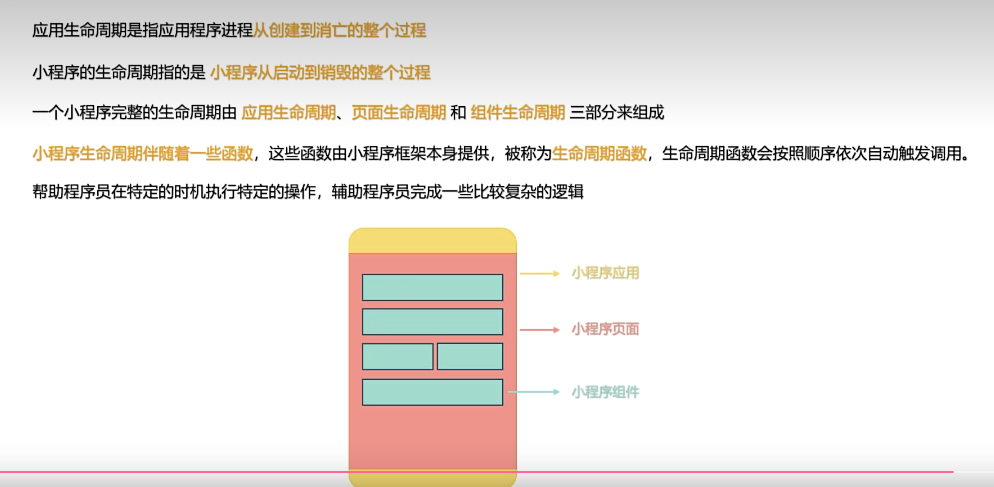 应用生命周期是指应用程序进程从创建到消亡的整个过程
小程序的生命周期指的是 小程序从启动到销毁的整个过程
一个小程序完整的生命周期由 应用生命周期、页面生命周期 和 组件生命周期 三部分来组成
小程序生命周期伴随着一些函数，这些函数由小程序框架本身提供，被称为生命周期函数，生命周期函数会按照顺序依次自动触发调用。
帮助程序员在特定的时机执行特定的操作，辅助程序员完成一些比较复杂的逻辑
小程序应用
小程序页面
小程序组件